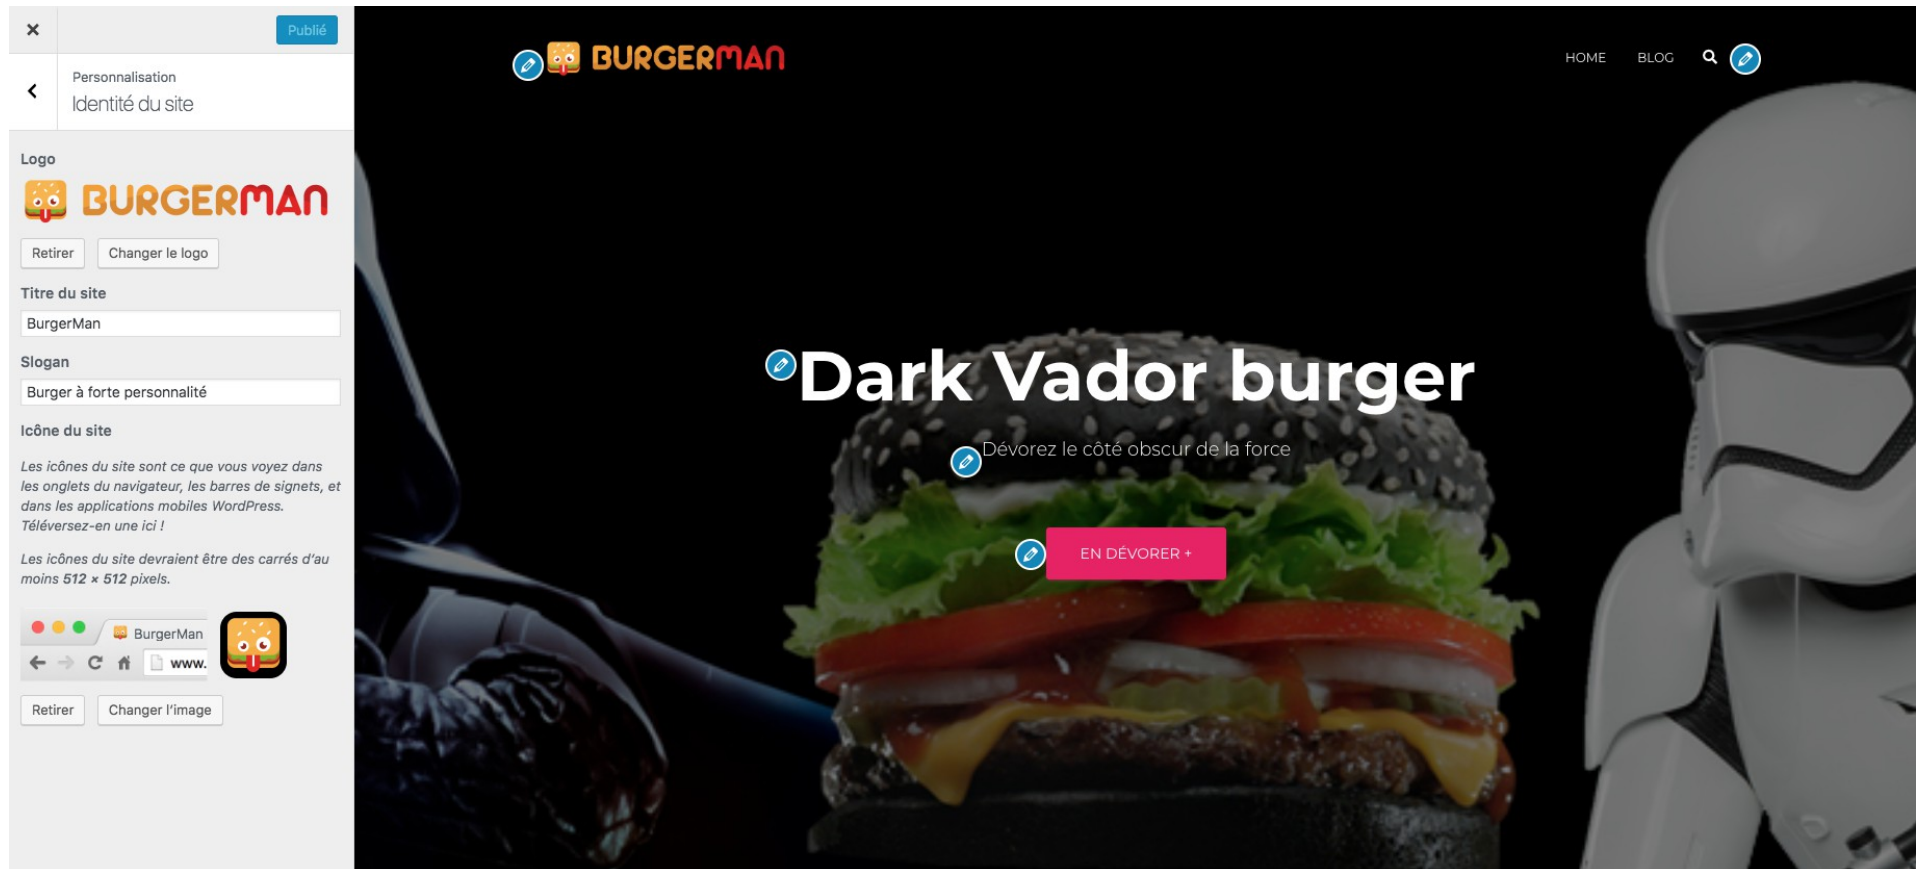 Publié
Personnalisation
Identité du site
Logo
BURGERMAN
Retirer
Changer le logo
Titre du site
BurgerMan
Slogan
Burger à forte personnalité
Icône du site
Les icônes du site sont ce que vous voyez dans
les onglets du navigateur, les barres de signets, et
dans les applications mobiles WordPress.
Téléversez-en une ici !
Les icônes du site devraient être des carrés d’au
moins 512 × 512 pixels.
BurgerMan
www.
Retirer
Changer l’image
BURGERMAN
HOME
BLOG
Dark Vador burger
Dévorez le côté obscur de la force
EN DÉVORER +